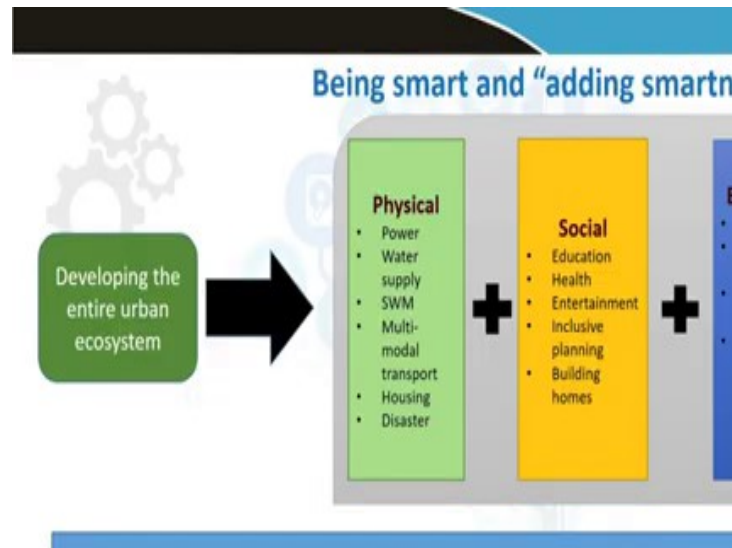 Being smart and “adding
Developing the
entire urban
ecosystem
Physical
• Power
• Water
supply
• SWM
• Multi-
modal
transport
• Housing
• Disaster
Social
• Education
• Health
• Entertainment
• Inclusive
planning
• Building
homes